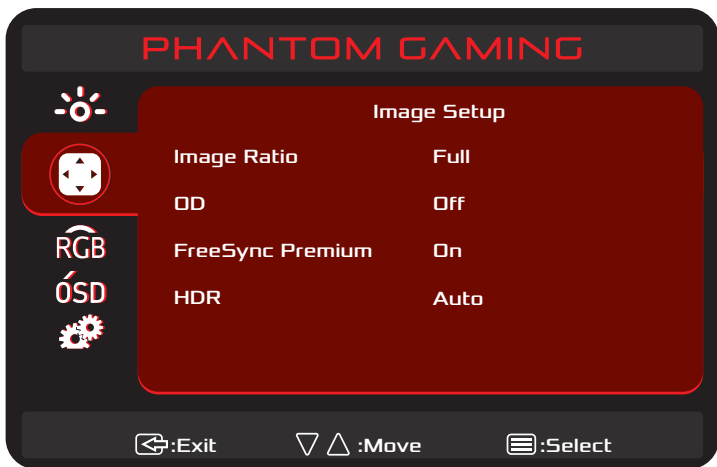 PHANTOM GAMING
Image Setup
Image Ratio Full
OD Off
RGB
FreeSync Premium On
OSD
HDR Auto
:Exit :Move :Select